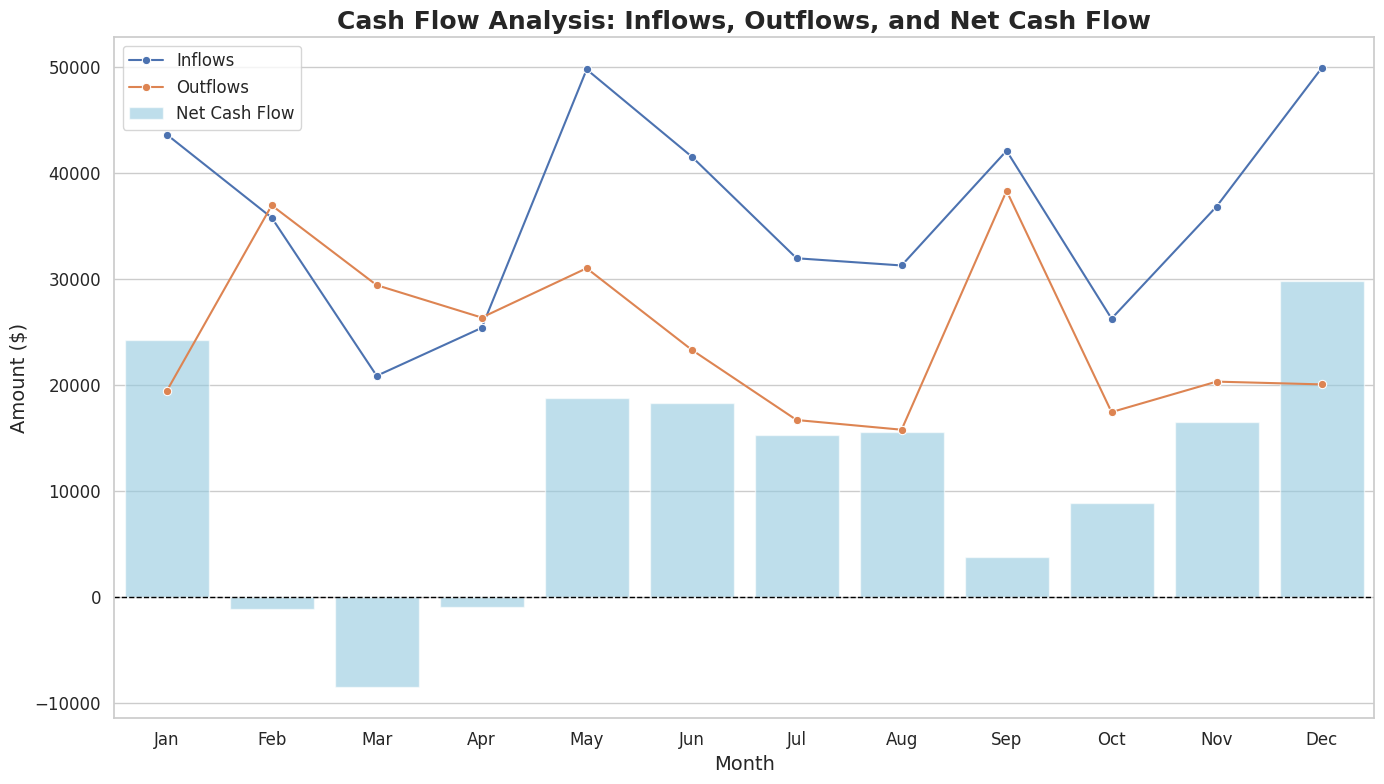 Cash Flow Analysis: Inflows, Outflows, and Net Cash Flow
Inflows
Outflows
Net Cash Flow
Amount ($)
50000
40000
30000
20000
10000
0
−10000
Jan Feb Mar Apr May Jun Jul Aug Sep Oct Nov Dec
Month